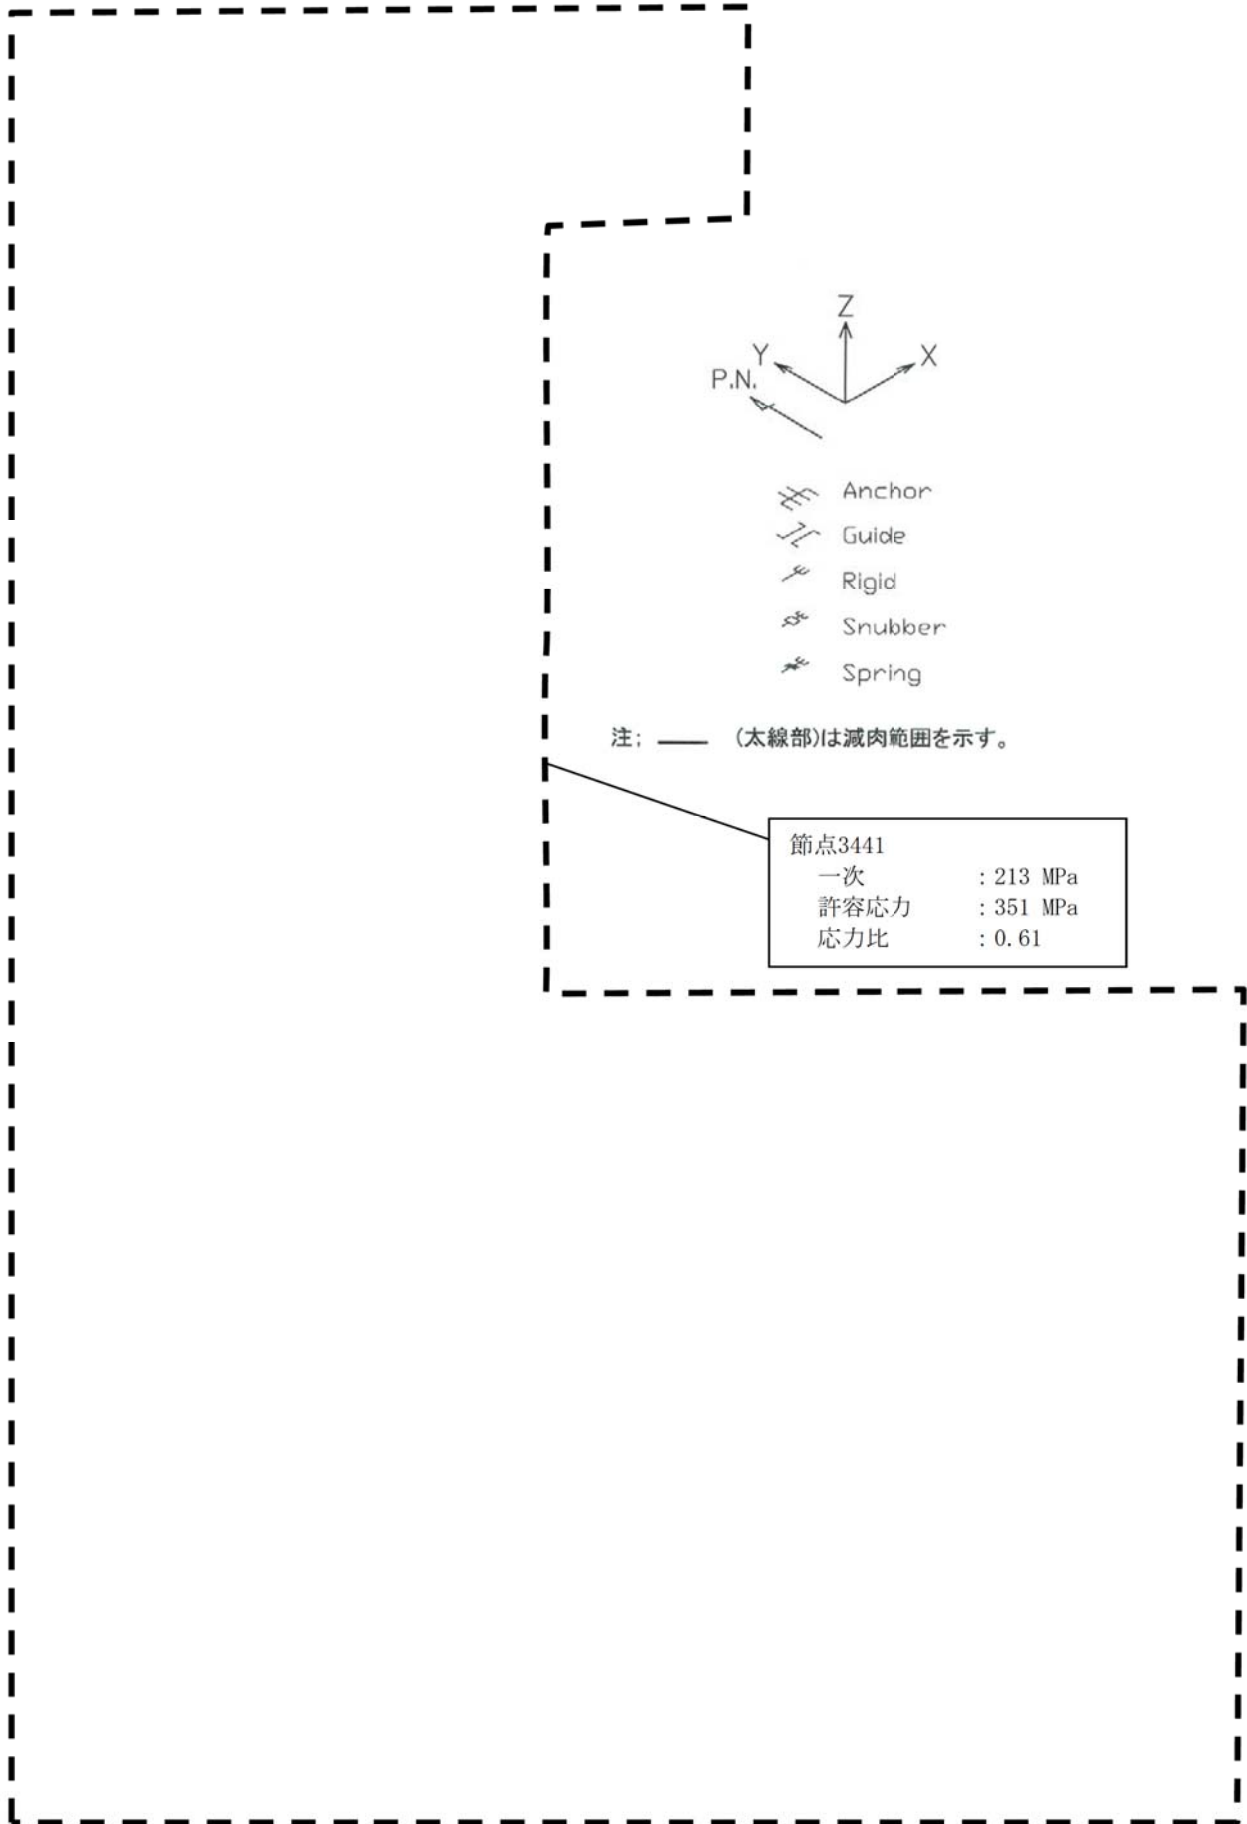 Z
Y
X
P.N.
Anchor
Guide
Rigid
Snubber
Spring
注; —— (太線部)は減肉範囲を示す。
節点3441
一次 : 213 MPa
許容応力 : 351 MPa
応力比 : 0.61